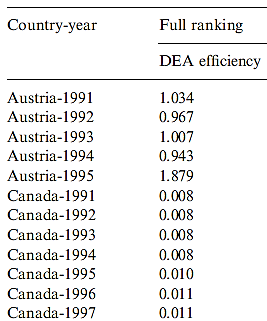 Country-year Full ranking
DEA efficiency
Austria-1991 1.034
Austria-1992 0.967
Austria-1993 1.007
Austria-1994 0.943
Austria-1995 1.879
Canada-1991 0.008
Canada-1992 0.008
Canada-1993 0.008
Canada-1994 0.008
Canada-1995 0.010
Canada-1996 0.011
Canada-1997 0.011